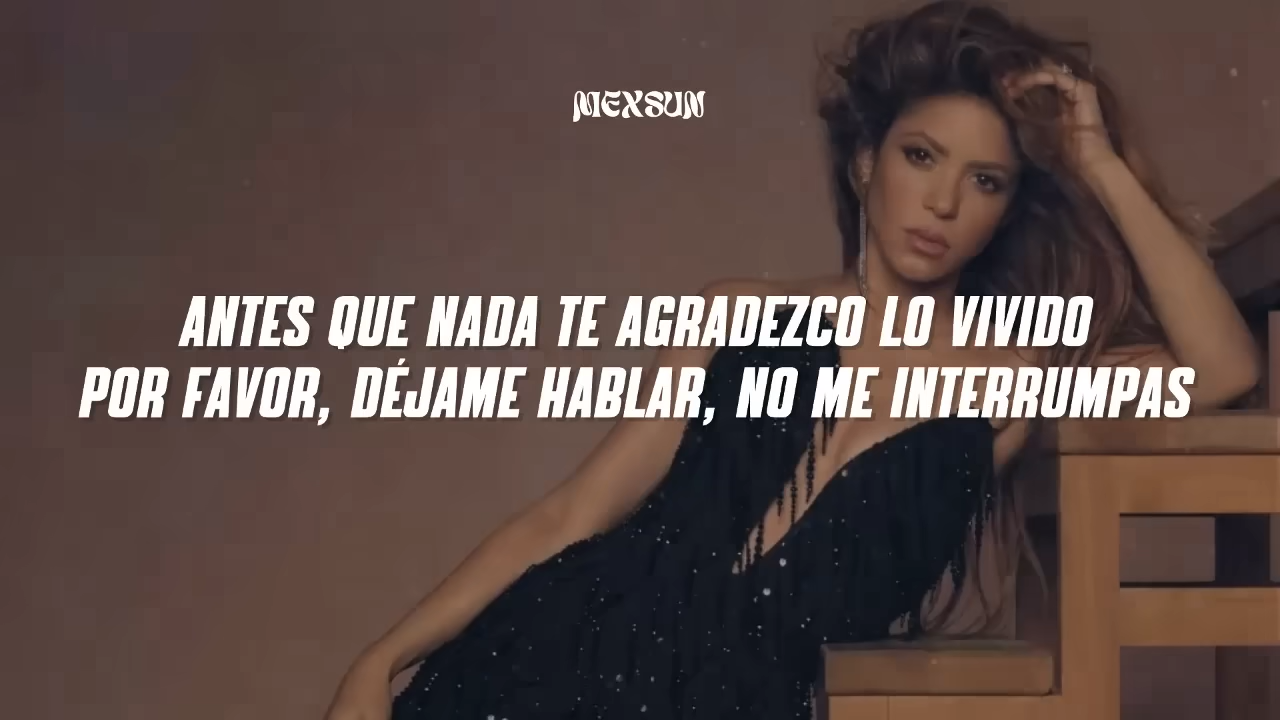 MEXSUN
ANTES QUE NADA TE AGRADEZCO LO VIVIDO
POR FAVOR, DÉJAME HABLAR, NO ME INTERRUMPAS